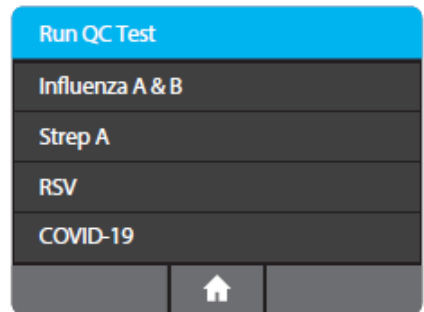 Run QC Test
Influenza A & B
Strep A
RSV
COVID-19